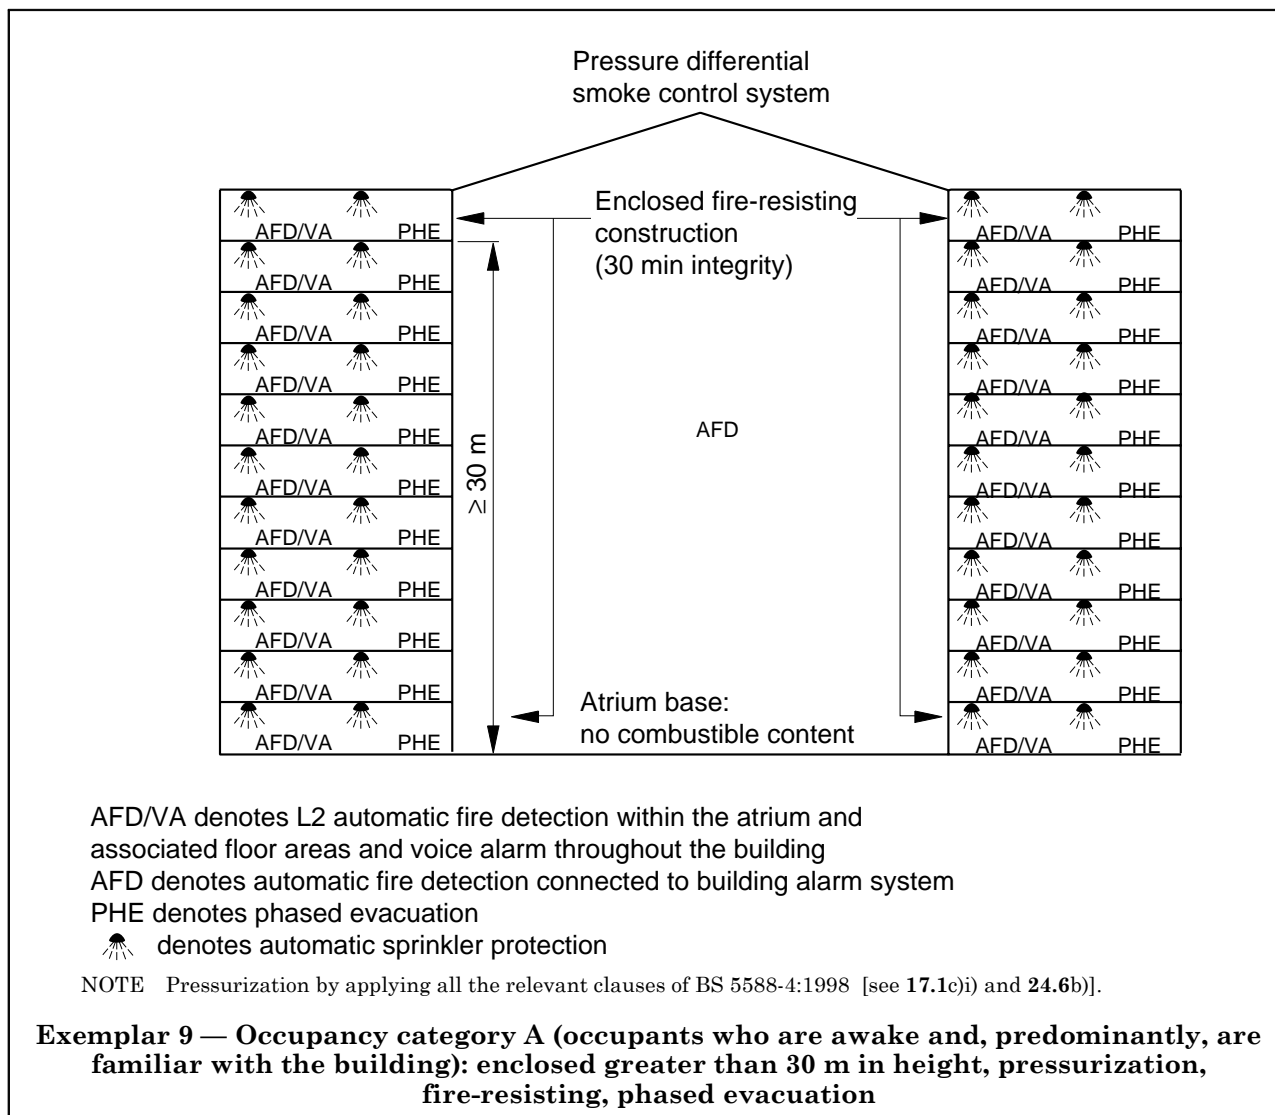 Pressure differential
smoke control system
Enclosed fire-resisting
construction
(30 min integrity)
AFD/VA PHE AFD/VA PHE
AFD/VA PHE AFD/VA PHE
AFD/VA PHE AFD/VA PHE
AFD/VA PHE AFD/VA PHE
AFD/VA PHE AFD AFD/VA PHE
≥ 30 m
AFD/VA PHE AFD/VA PHE
AFD/VA PHE AFD/VA PHE
AFD/VA PHE AFD/VA PHE
AFD/VA PHE AFD/VA PHE
AFD/VA PHE AFD/VA PHE
Atrium base:
no combustible content
AFD/VA PHE AFD/VA PHE
AFD/VA denotes L2 automatic fire detection within the atrium and
associated floor areas and voice alarm throughout the building
AFD denotes automatic fire detection connected to building alarm system
PHE denotes phased evacuation
denotes automatic sprinkler protection
NOTE Pressurization by applying all the relevant clauses of BS 5588-4:1998 [see 17.1c)i) and 24.6b)].
Exemplar 9 — Occupancy category A (occupants who are awake and, predominantly, are
familiar with the building): enclosed greater than 30 m in height, pressurization,
fire-resisting, phased evacuation